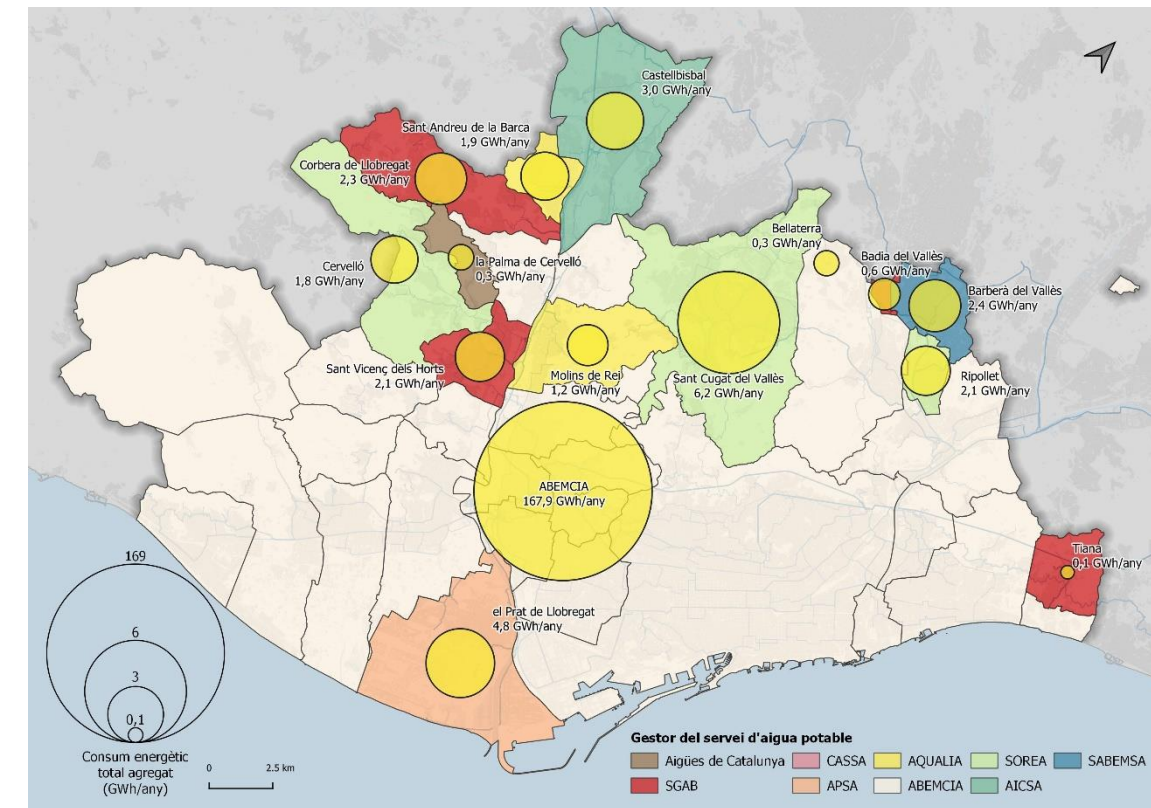 Castellbisbal
3,0 GWh/any
Sant Andreu de la Barca
1,9 GWh/any
Corbera de Llobregat
2,3 GWh/any
Bellaterra
0,3 GWh/any
Badia del Vallès
0,6 GWh/any
la Palma de Cervelló
0,3 GWh/any
Cervelló
1,8 GWh/any
Barberà del Vallès
2,4 GWh/any
Sant Vicenç dels Horts
2,1 GWh/any
Molins de Rei
1,2 GWh/any
Sant Cugat del Vallès
6,2 GWh/any
Ripollet
2,1 GWh/any
ABEMCIA
167,9 GWh/any
Tiana
0,1 GWh/any
el Prat de Llobregat
4,8 GWh/any
169
6
3
0,1
Consum energètic
total agregat
(GWh/any)
0 2.5 km
Gestor del servei d'aigua potable
Aigües de Catalunya CASSA AQUALIA SOREA SABEMSA
SGAB APSA ABEMCIA AICSA